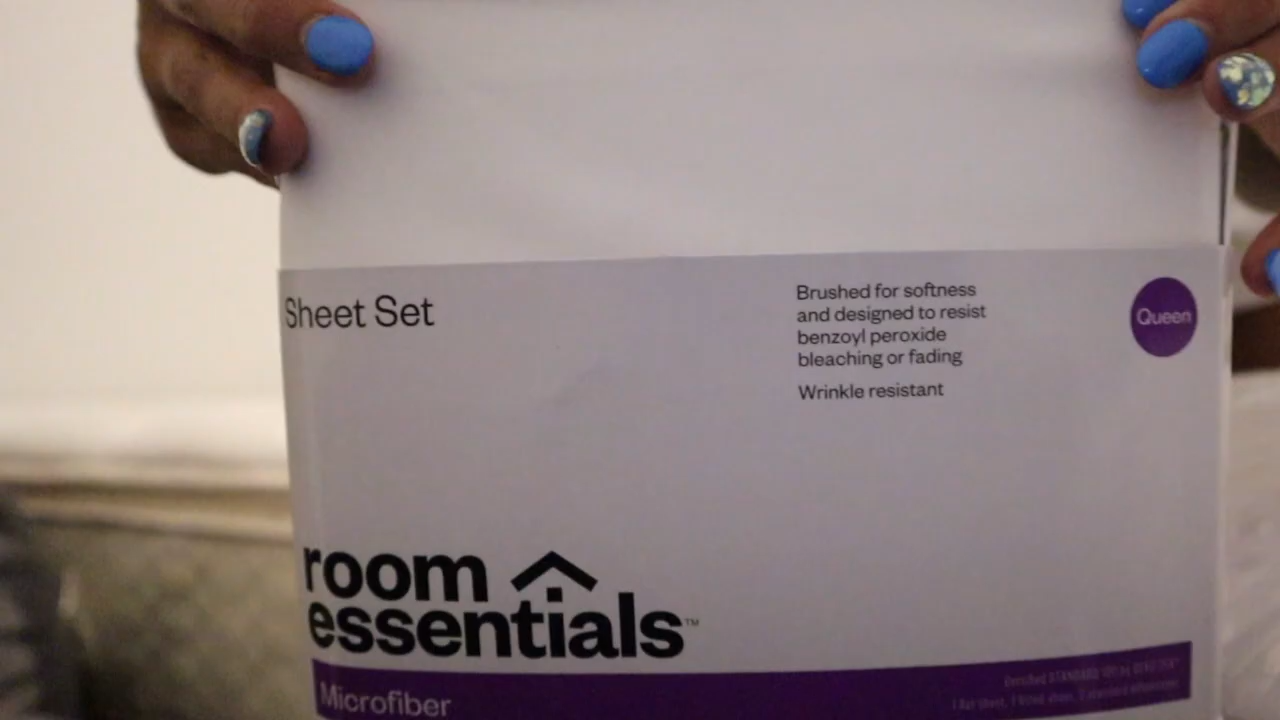 Sheet Set
Brushed for softness
and designed to resist
benzoyl peroxide
bleaching or fading
Wrinkle resistant
Queen
room
essentials™
Microfiber